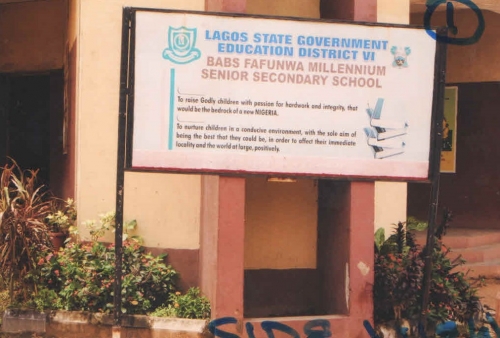 1
LAGOS STATE GOVERNMENT
EDUCATION DISTRICT VI
BABS FAFUNWA MILLENNIUM
SENIOR SECONDARY SCHOOL
To raise Godly children with passion for hardwork and integrity, that
would be the bedrock of a new NIGERIA.
To nurture children in a conducive environment, with the sole aim of
being the best that they could be, in order to affect their immediate
locality and the world at large, positively.
SIDE